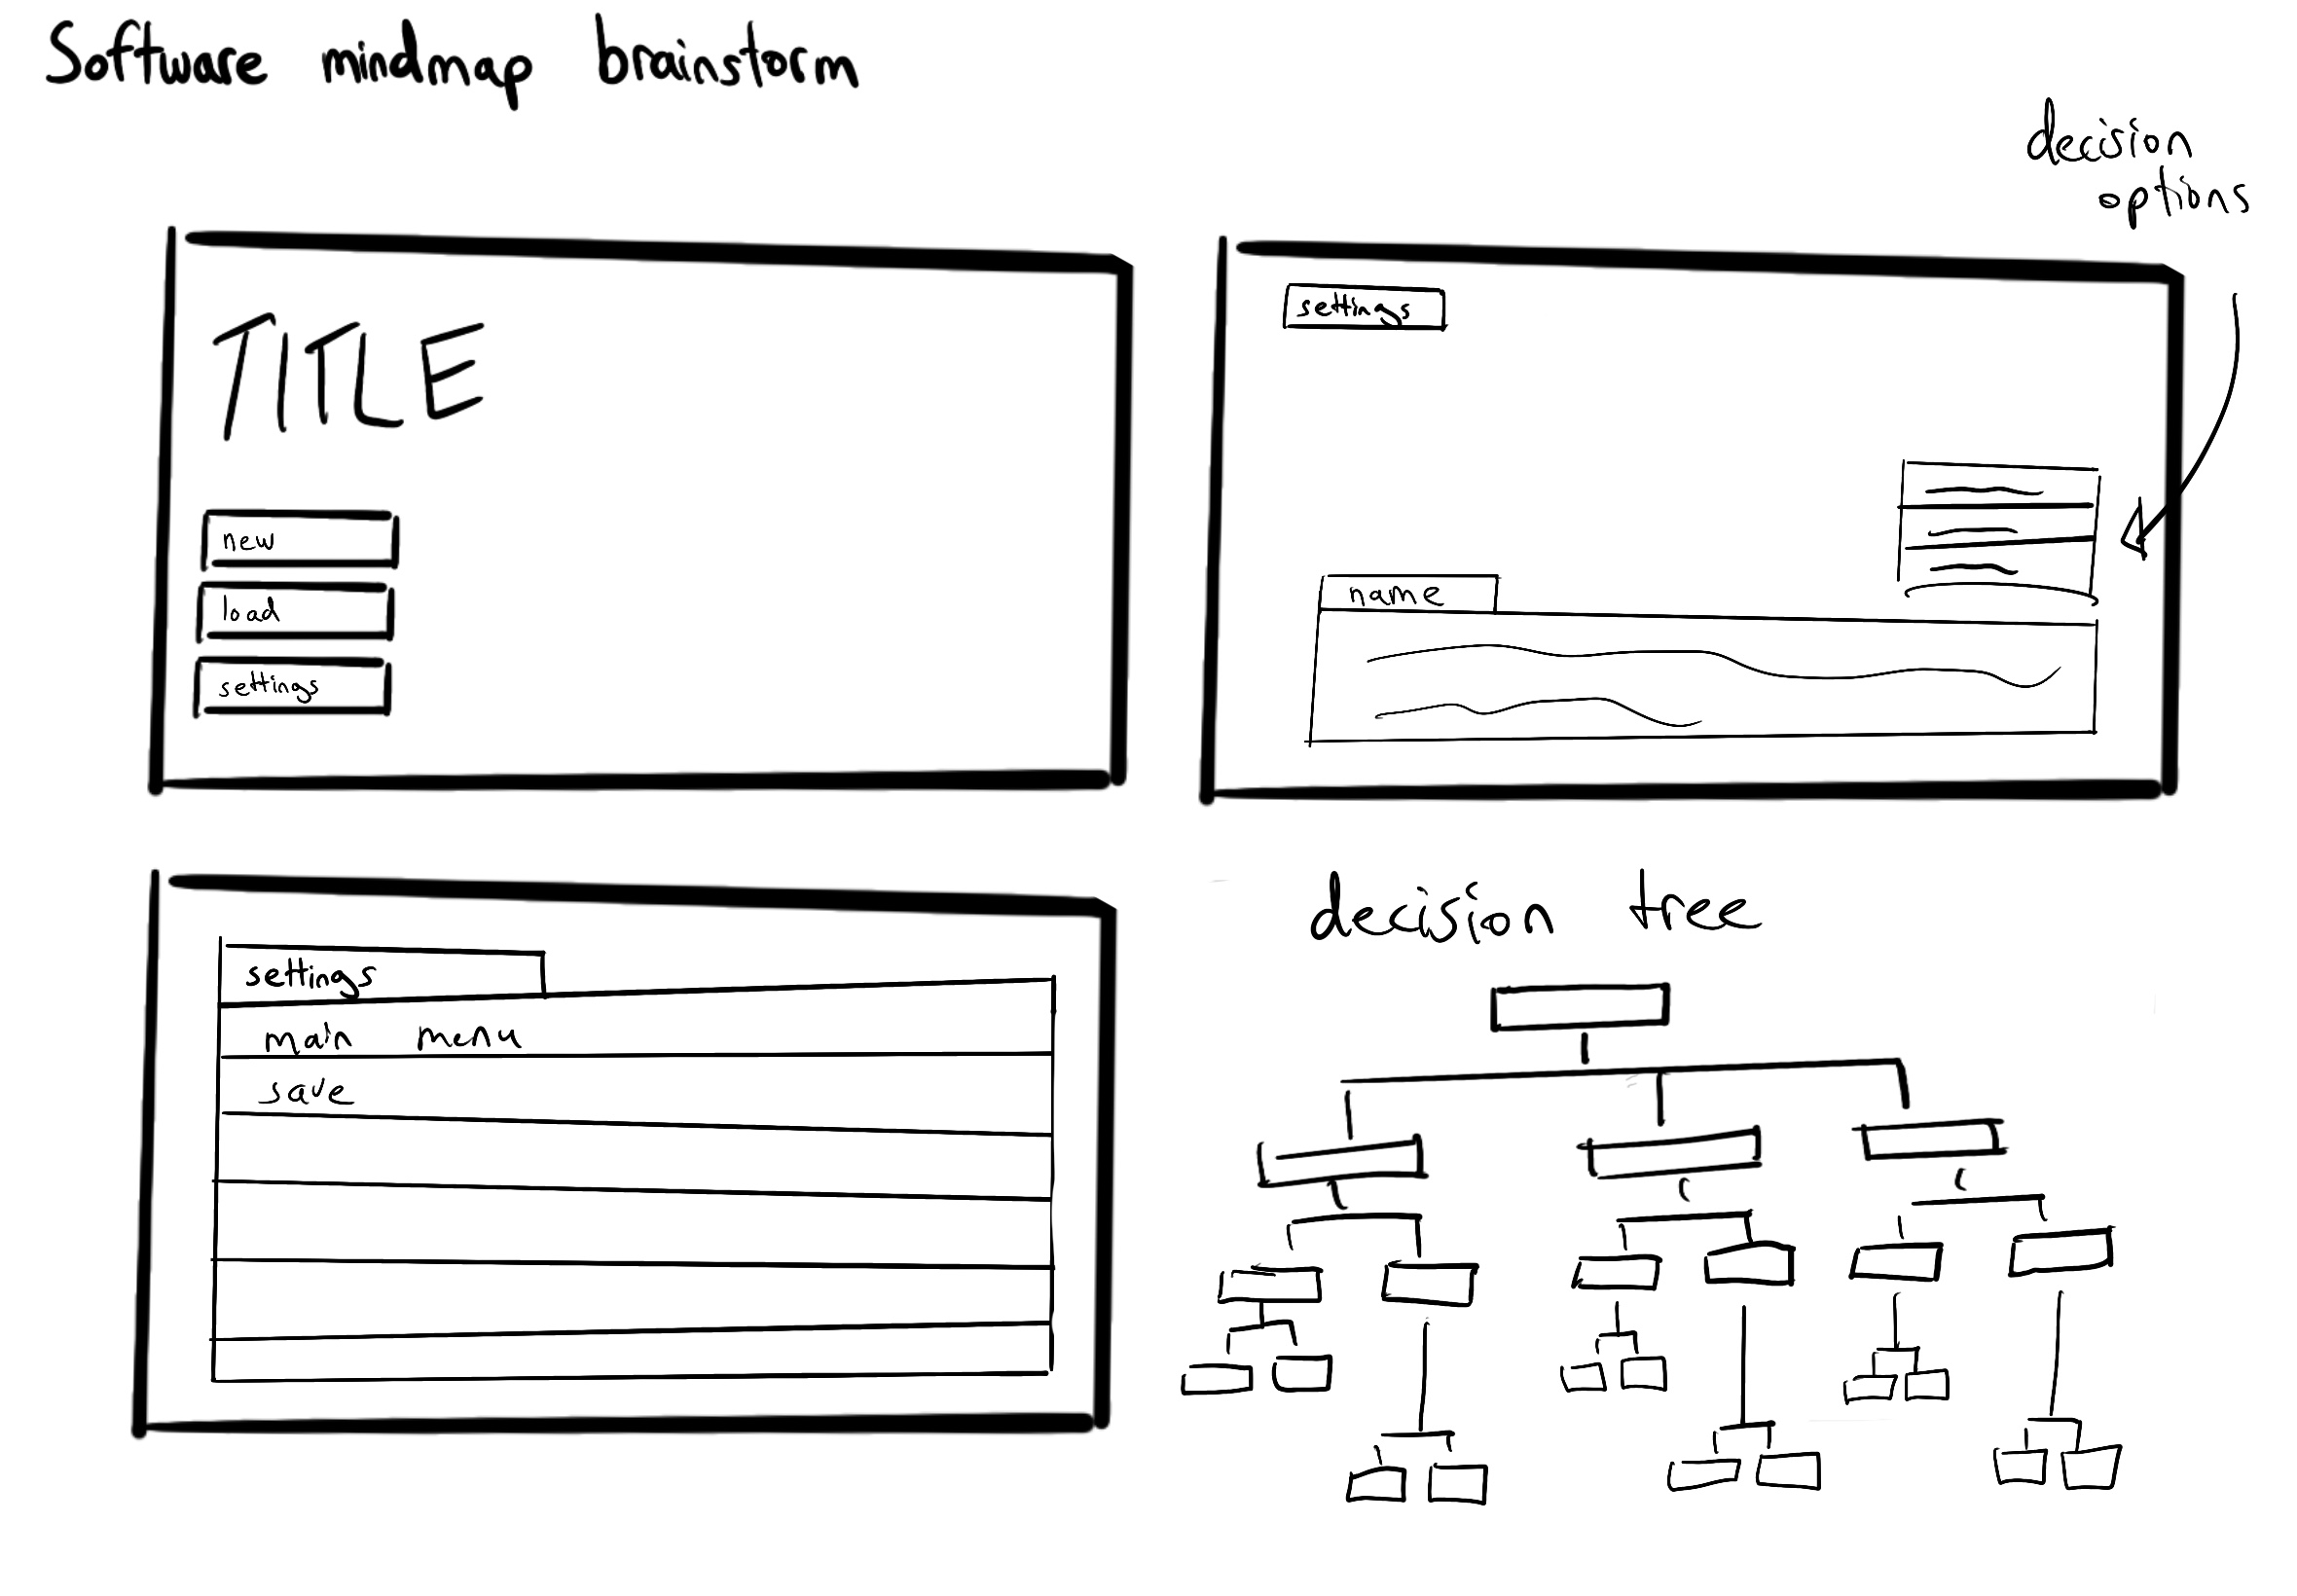 Software mindmap brainstorm
decision
options
TITLE
new
load
settings
settings
name
settings
main menu
save
decision tree